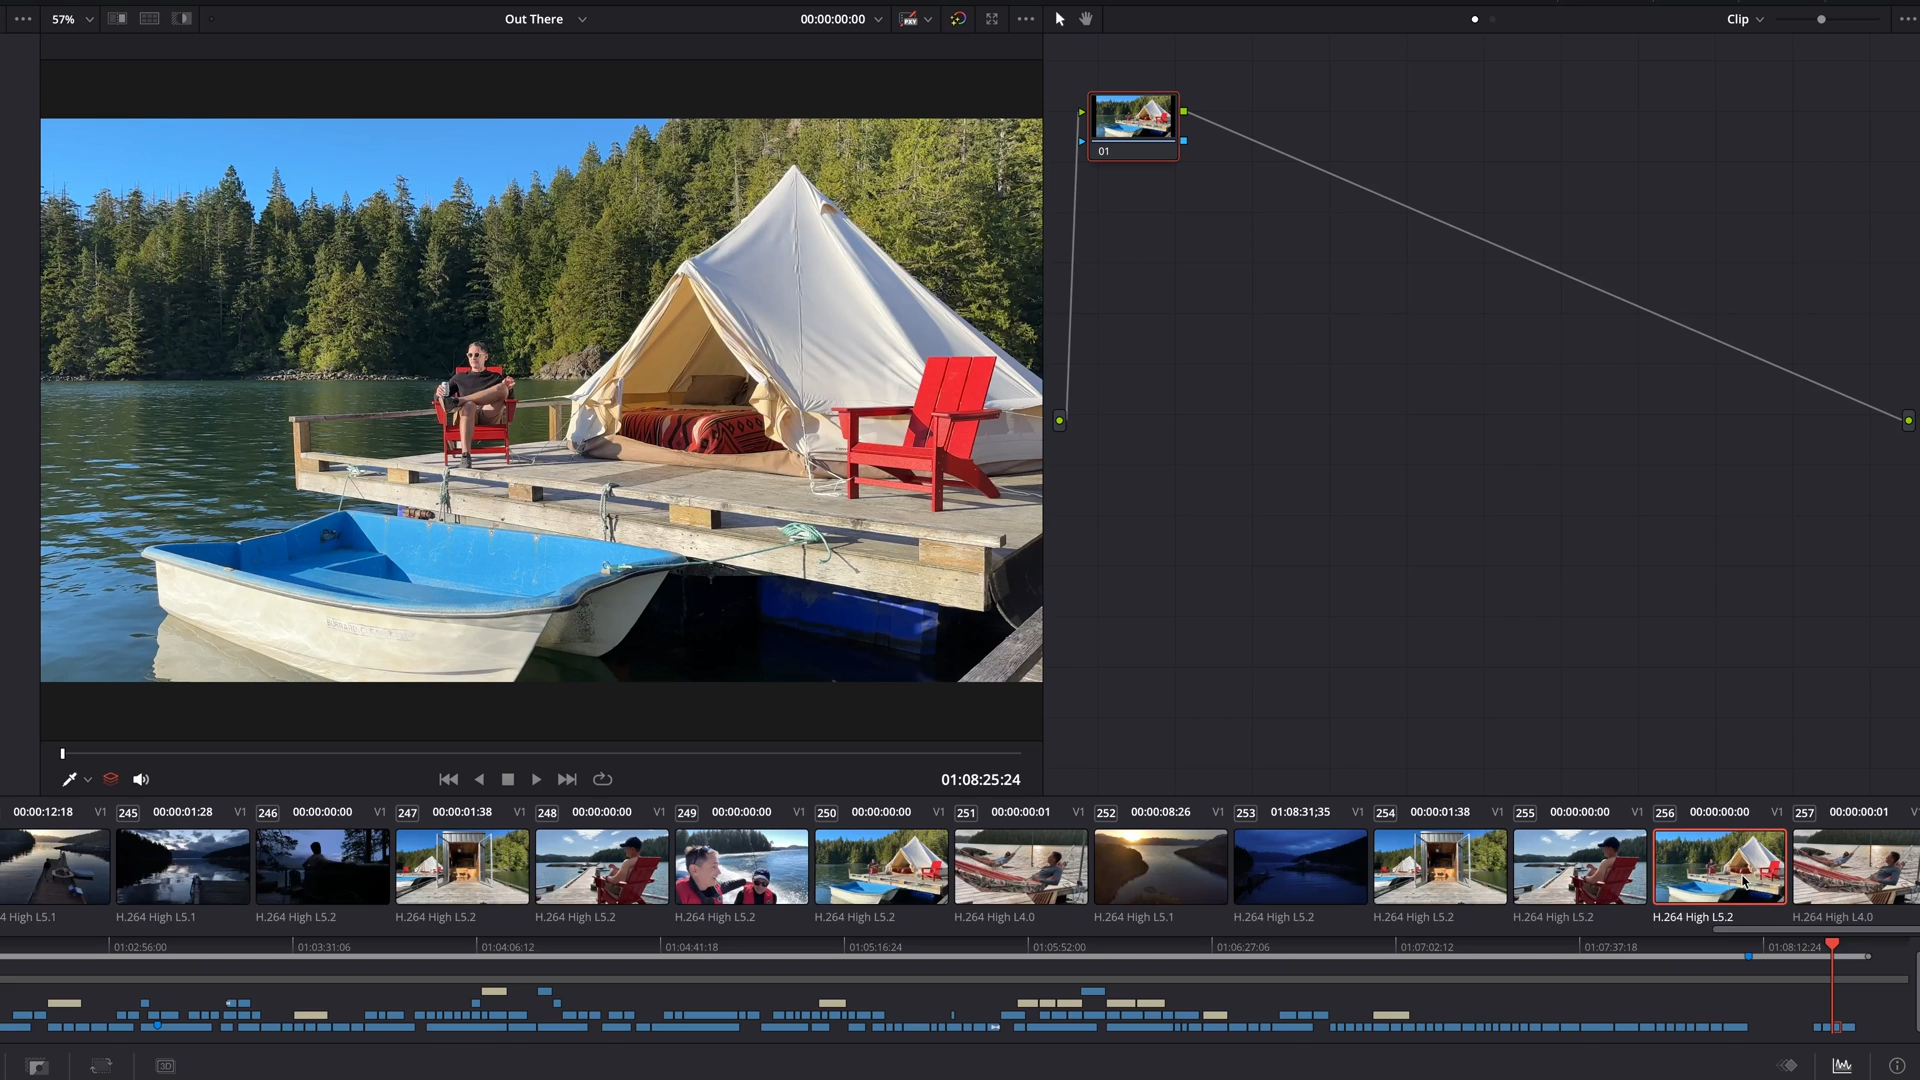 57%
Out There
00:00:00:00
Clip
01
01:08:25:24
00:00:12:18 V1 245 00:00:01:28 V1 246 00:00:00:00 V1 247 00:00:01:38 V1 248 00:00:00:00 V1 249 00:00:00:00 V1 250 00:00:00:00 V1 251 00:00:00:01 V1 252 00:00:08:26 V1 253 01:08:31;35 V1 254 00:00:01:38 V1 255 00:00:00:00 V1 256 00:00:00:00 V1 257 00:00:00:01
4 High L5.1 H.264 High L5.1 H.264 High L5.2 H.264 High L5.2 H.264 High L5.2 H.264 High L5.2 H.264 High L5.2 H.264 High L4.0 H.264 High L5.1 H.264 High L5.2 H.264 High L5.2 H.264 High L5.2 H.264 High L5.2 H.264 High L4.0
01:02:56:00 01:03:31:06 01:04:06:12 01:04:41:18 01:05:16:24 01:05:52:00 01:06:27:06 01:07:02:12 01:07:37:18 01:08:12:24
3D